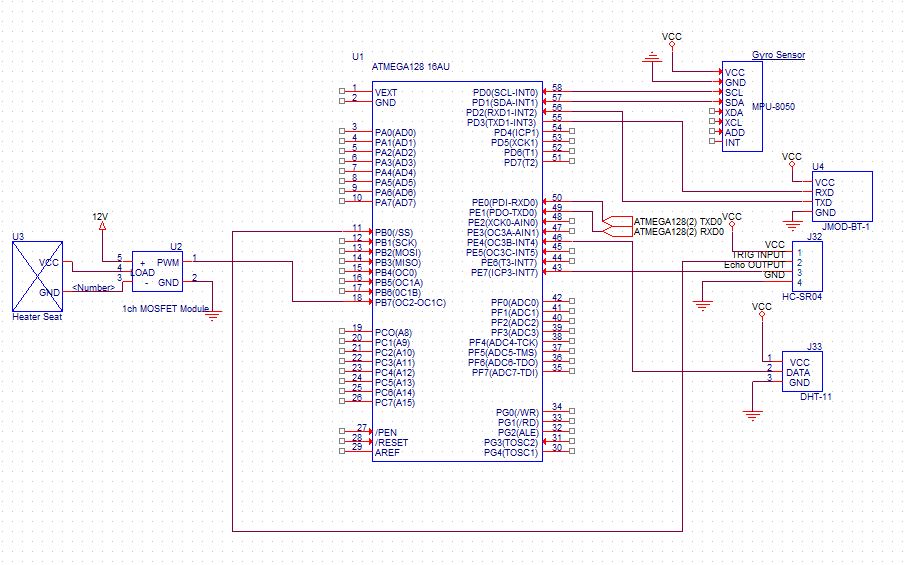 U1
ATMEGA128 16AU
1 VEXT
2 GND
3 PA0(AD0)
4 PA1(AD1)
5 PA2(AD2)
6 PA3(AD3)
7 PA4(AD4)
8 PA5(AD5)
9 PA6(AD6)
10 PA7(AD7)
11 PB0(/SS)
12 PB1(SCK)
13 PB2(MOSI)
14 PB3(MISO)
15 PB4(OC0)
16 PB5(OC1A)
17 PB6(0C1B)
18 PB7(OC2-OC1C)
19 PCO(A8)
20 PC1(A9)
21 PC2(A10)
22 PC3(A11)
23 PC4(A12)
24 PC5(A13)
25 PC6(A14)
26 PC7(A15)
27 /PEN
28 /RESET
29 AREF
PD0(SCL-INT0) 58
PD1(SDA-INT1) 57
PD2(RXD1-INT2) 56
PD3(TXD1-INT3) 55
PD4(ICP1) 54
PD5(XCK1) 53
PD6(T1) 52
PD7(T2) 51
PE0(PDI-RXD0) 50
PE1(PDO-TXD0) 49
PE2(XCK0-AIN0) 48
PE3(OC3A-AIN1) 47
PE4(OC3B-INT4) 46
PE5(OC3C-INT5) 45
PE6(T3-INT7) 44
PE7(ICP3-INT7) 43
PF0(ADC0) 42
PF1(ADC1) 41
PF2(ADC2) 40
PF3(ADC3) 39
PF4(ADC4-TCK) 38
PF5(ADC5-TMS) 37
PF6(ADC6-TDO) 36
PF7(ADC7-TDI) 35
PG0(/WR) 34
PG1(/RD) 33
PG2(ALE) 32
PG3(TOSC2) 31
PG4(TOSC1) 30
VCC
Gyro Sensor
VCC
GND
SCL
SDA
XDA
XCL
ADD
INT
MPU-8050
VCC
U4
VCC
RXD
TXD
GND
JMOD-BT-1
ATMEGA128(2) TXD0
ATMEGA128(2) RXD0
VCC
J32
VCC 1
TRIG INPUT 2
Echo OUTPUT 3
GND 4
HC-SR04
VCC
J33
1 VCC
2 DATA
3 GND
DHT-11
12V
U3
VCC
GND
Heater Seat
<Number>
U2
5 +
4 LOAD
3 -
PWM 1
GND 2
1ch MOSFET Module